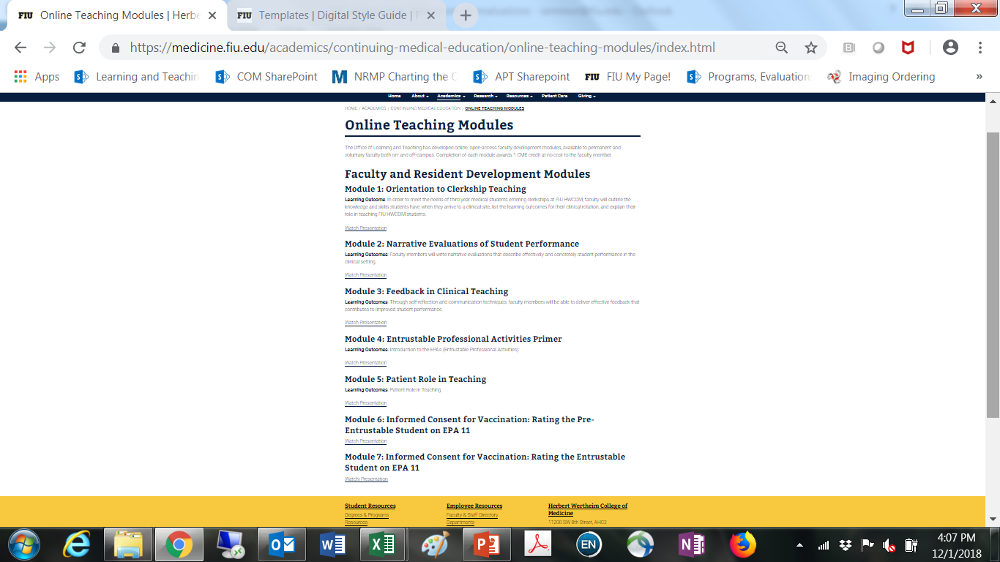 FIU Online Teaching Modules | Herbe
FIU Templates | Digital Style Guide | F
https://medicine.fiu.edu/academics/continuing-medical-education/online-teaching-modules/index.html
Apps Learning and Teachin COM SharePoint NRMP Charting the C APT Sharepoint FIU FIU My Page! Programs, Evaluation Imaging Ordering »
Home About Academics Research Resources Patient Care Giving
HOME / ACADEMICS / CONTINUING MEDICAL EDUCATION / ONLINE TEACHING MODULES
Online Teaching Modules
The Office of Learning and Teaching has developed online, open-access faculty development modules, available to permanent and
voluntary faculty both on- and off-campus. Completion of each module awards 1 CME credit at no cost to the faculty member.
Faculty and Resident Development Modules
Module 1: Orientation to Clerkship Teaching
Learning Outcome: In order to meet the needs of third year medical students entering clerkships at FIU HWCOM, faculty will outline the
knowledge and skills students have when they arrive to a clinical site, list the learning outcomes for their clinical rotation, and explain their
role in teaching FIU HWCOM students.
Watch Presentation
Module 2: Narrative Evaluations of Student Performance
Learning Outcomes: Faculty members will write narrative evaluations that describe effectively and concretely student performance in the
clinical setting.
Watch Presentation
Module 3: Feedback in Clinical Teaching
Learning Outcomes: Through self-reflection and communication techniques, faculty members will be able to deliver effective feedback that
contributes to improved student performance.
Watch Presentation
Module 4: Entrustable Professional Activities Primer
Learning Outcomes: Introduction to the EPA's (Entrustable Professional Activities)
Watch Presentation
Module 5: Patient Role in Teaching
Learning Outcomes: Patient Role in Teaching
Watch Presentation
Module 6: Informed Consent for Vaccination: Rating the Pre-
Entrustable Student on EPA 11
Watch Presentation
Module 7: Informed Consent for Vaccination: Rating the Entrustable
Student on EPA 11
Watchi Presentation
Student Resources Employee Resources Herbert Wertheim College of
Medicine
Degrees & Programs Faculty & Staff Directory
Resources Departments 11200 SW 8th Street, AHC2
EN
4:07 PM
12/1/2018